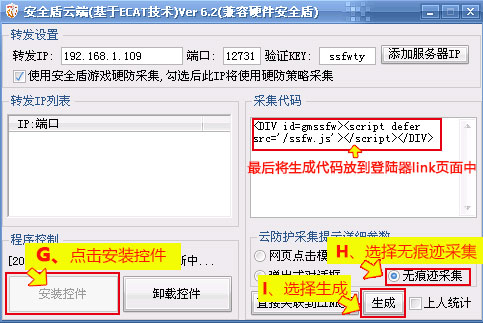 安全盾云端(基于ECAT技术)Ver 6.2(兼容硬件安全盾)
转发设置
转发IP: 192.168.1.109 端口: 12731 验证KEY: ssfwty 添加服务器IP
使用安全盾游戏硬防采集,勾选后此IP将使用硬防策略采集
转发IP列表
IP:端口
采集代码
<DIV id=gmssfw><script defer
src='/ssfw.js'></script></DIV>
最后将生成代码放到登陆器link页面中
程序控制
[20
新中...
G、点击安装控件
安装控件 卸载控件
云防护采集提示详细参数
网页点击模
H、选择无痕迹采集
无痕迹采集
I、选择生成
生成 上人统计